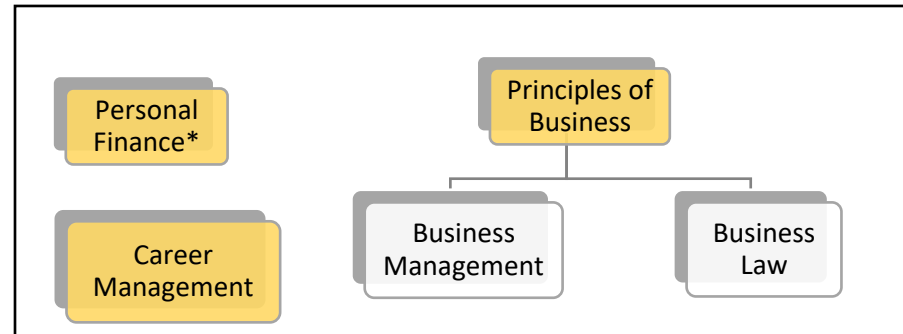 Personal
Finance*
Principles of
Business
Career
Management
Business
Management
Business
Law